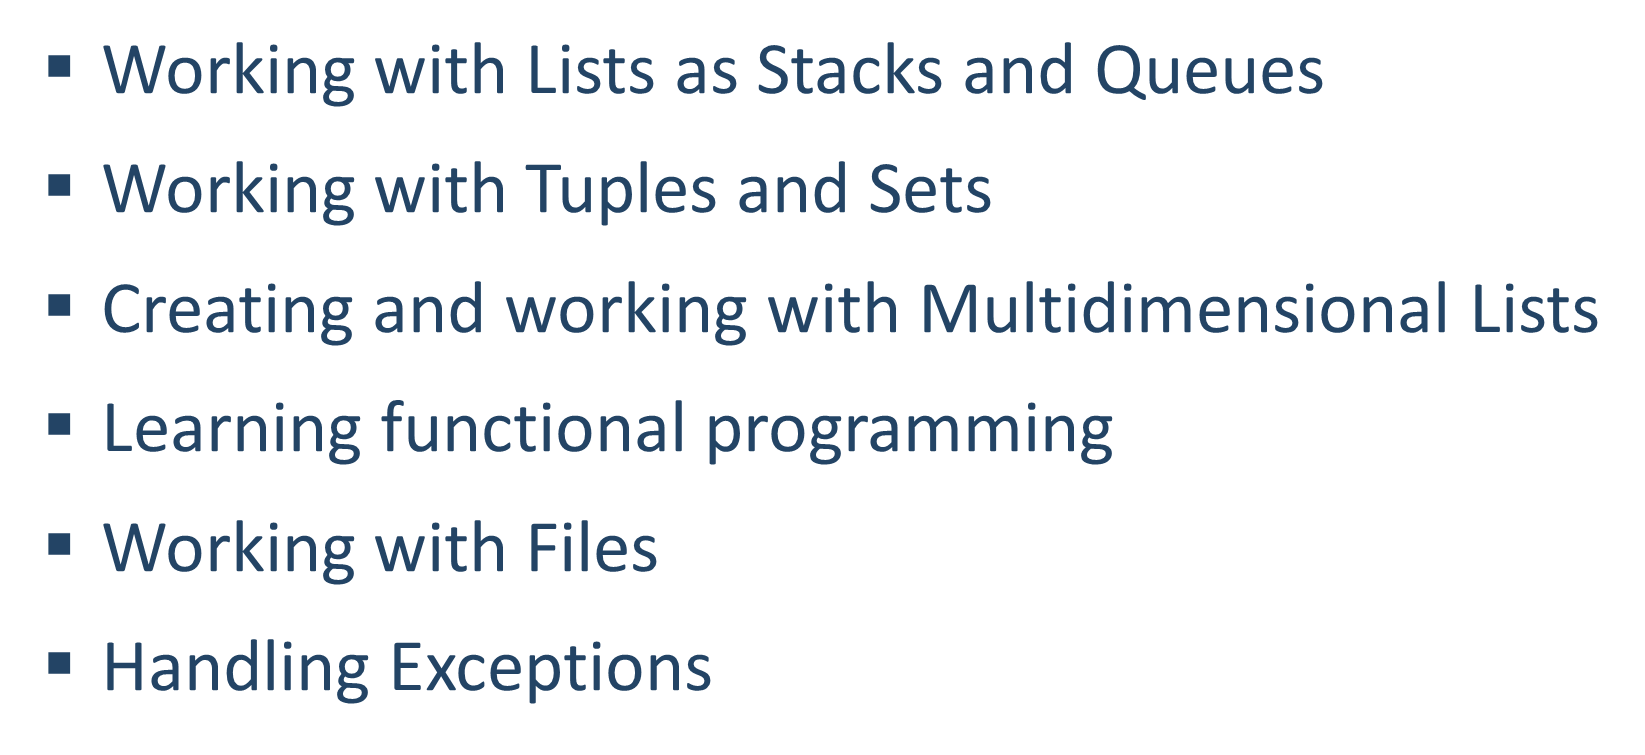 ▪ Working with Lists as Stacks and Queues
▪ Working with Tuples and Sets
▪ Creating and working with Multidimensional Lists
▪ Learning functional programming
▪ Working with Files
▪ Handling Exceptions